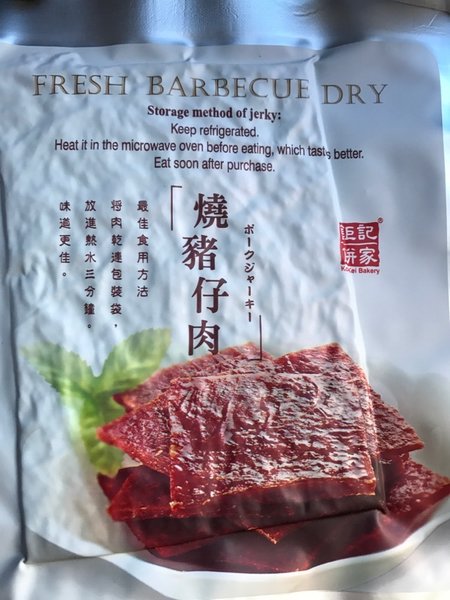 FRESH BARBECUE DRY
Storage method of jerky:
Keep refrigerated.
Heat it in the microwave oven before eating, which tasts better.
Eat soon after purchase.
「燒豬仔肉」
ポークジャーキー
最佳食用方法
將肉乾連包裝袋，
放進熱水三分鐘。
味道更佳。
鉅記
餅家
®
Koi Kei Bakery